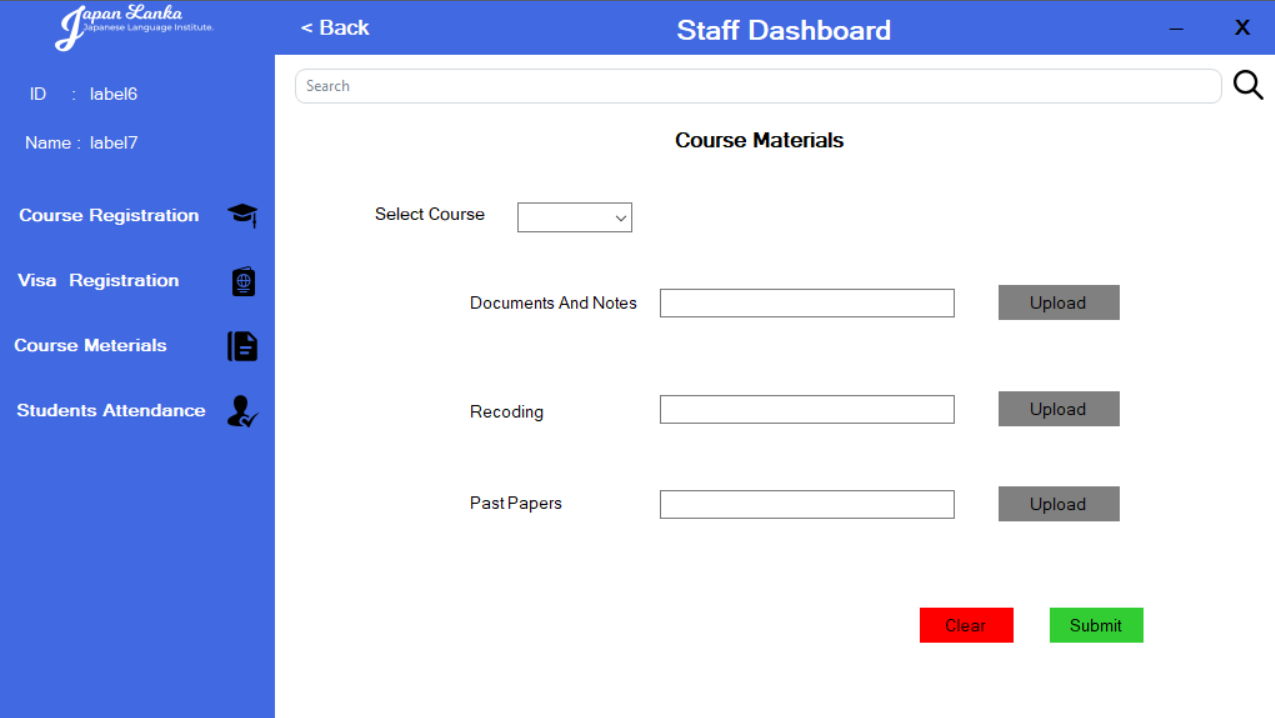 Japan Lanka
Japanese Language Institute.
< Back
Staff Dashboard
–
X
ID : label6
Name : label7
Course Registration
Visa Registration
Course Meterials
Students Attendance
Search
Course Materials
Select Course
Documents And Notes
Upload
Recoding
Upload
Past Papers
Upload
Clear
Submit